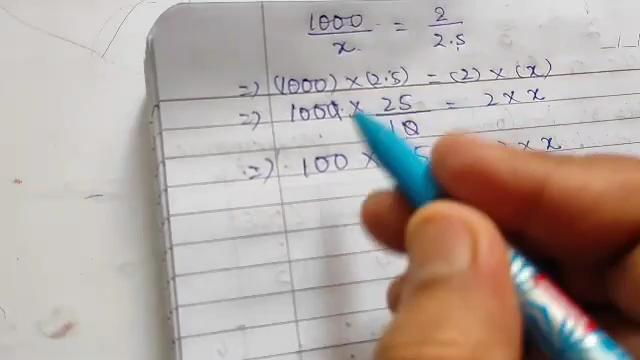 1000/x = 2/2.5
=> (1000) × (2.5) = (2) × (x)
=> 1000 × 25/10 = 2 × x
=> 100 × × x